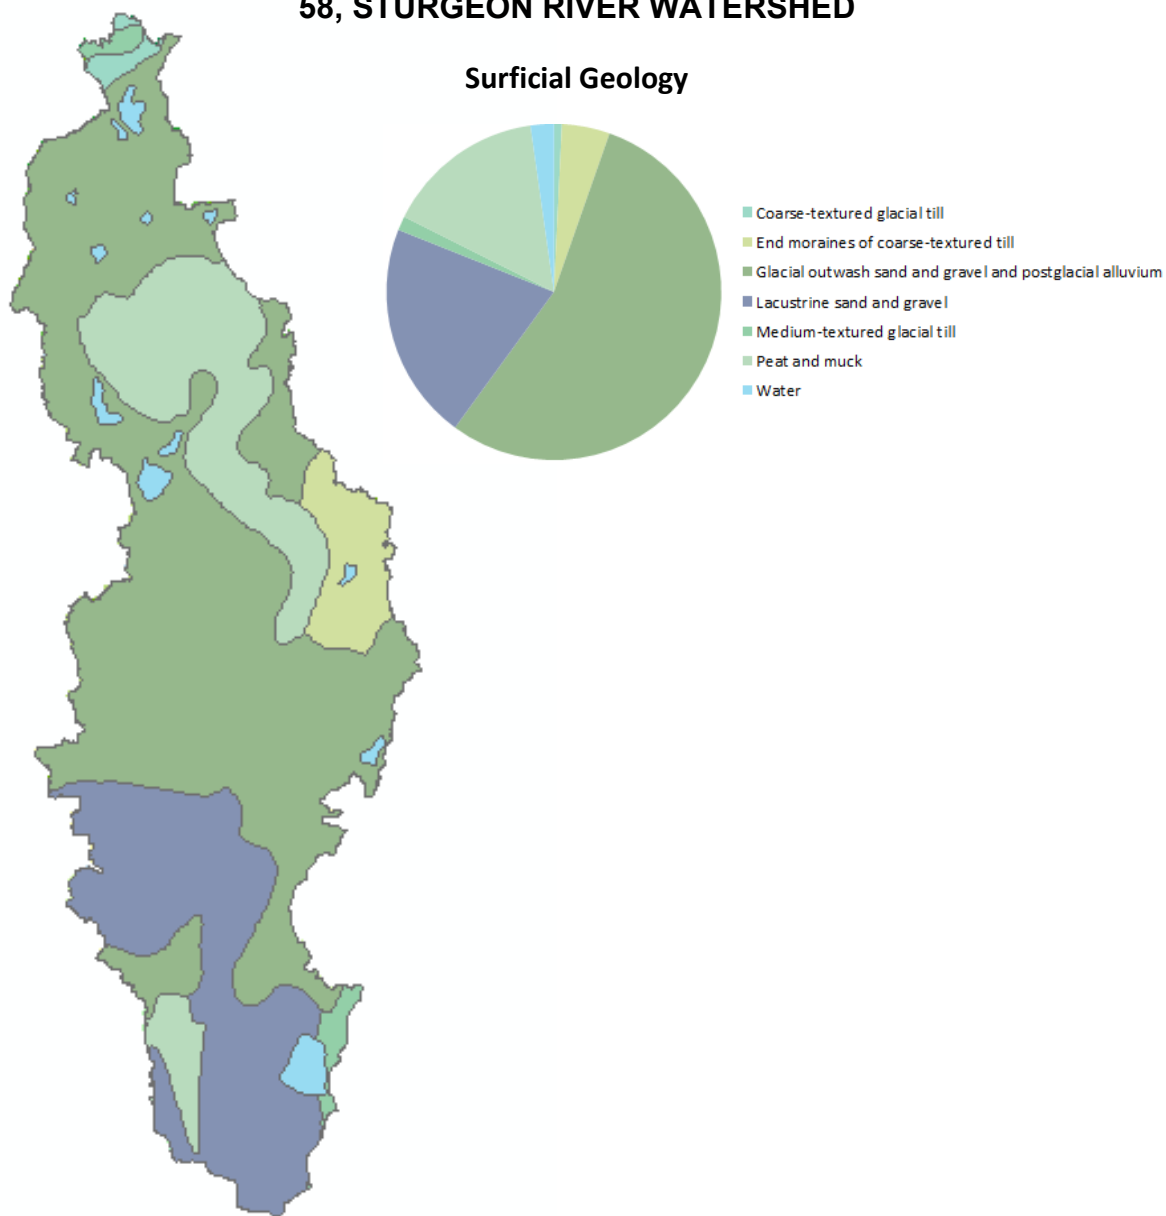 58, STURGEON RIVER WATERSHED
Surficial Geology
Coarse-textured glacial till
End moraines of coarse-textured till
Glacial outwash sand and gravel and postglacial alluvium
Lacustrine sand and gravel
Medium-textured glacial till
Peat and muck
Water